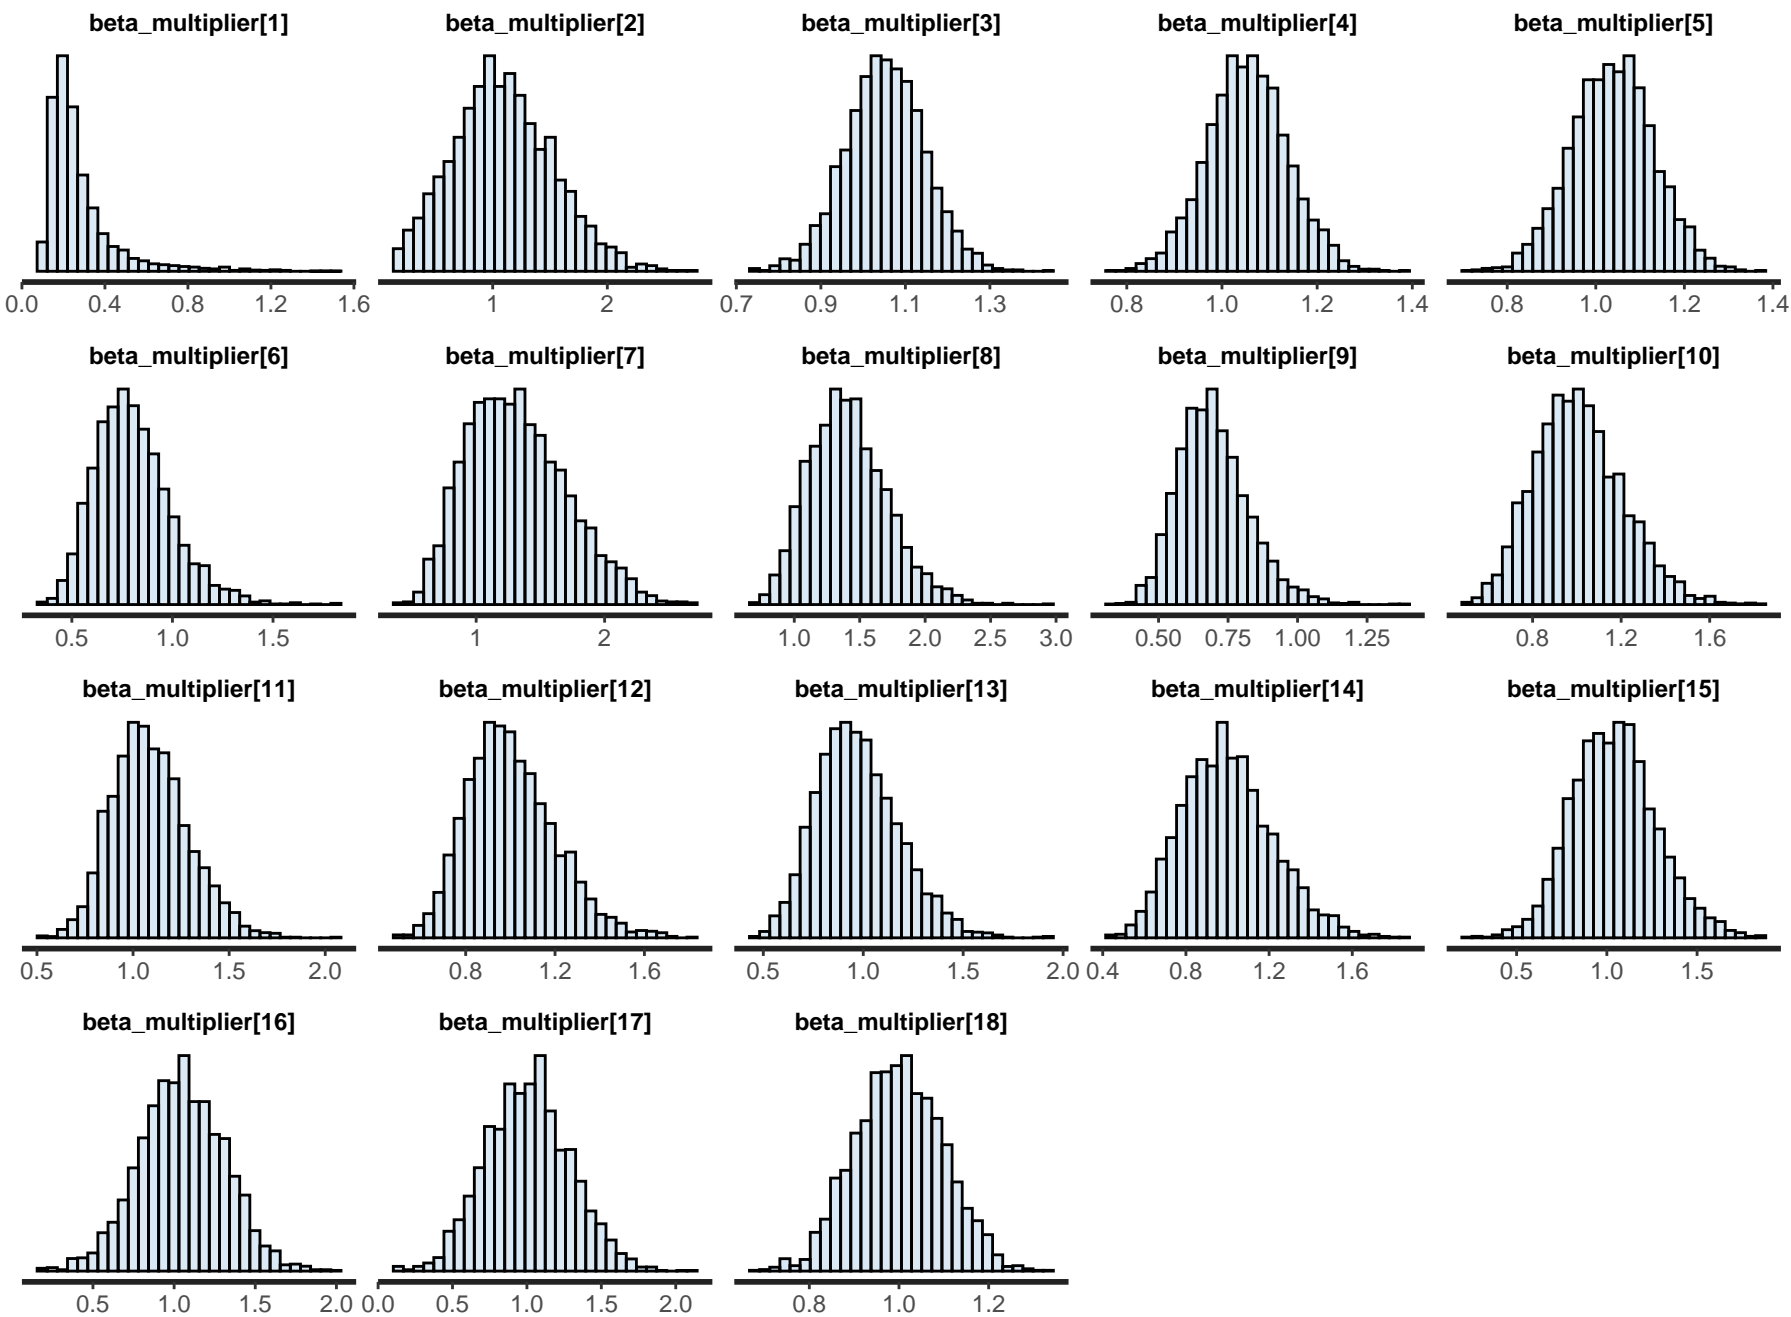 beta_multiplier[1] beta_multiplier[2] beta_multiplier[3] beta_multiplier[4] beta_multiplier[5]
0.0 0.4 0.8 1.2 1.6 1 2 0.7 0.9 1.1 1.3 0.8 1.0 1.2 1.4 0.8 1.0 1.2 1.4
beta_multiplier[6] beta_multiplier[7] beta_multiplier[8] beta_multiplier[9] beta_multiplier[10]
0.5 1.0 1.5 1 2 1.0 1.5 2.0 2.5 3.0 0.50 0.75 1.00 1.25 0.8 1.2 1.6
beta_multiplier[11] beta_multiplier[12] beta_multiplier[13] beta_multiplier[14] beta_multiplier[15]
0.5 1.0 1.5 2.0 0.8 1.2 1.6 0.5 1.0 1.5 2.0 0.4 0.8 1.2 1.6 0.5 1.0 1.5
beta_multiplier[16] beta_multiplier[17] beta_multiplier[18]
0.5 1.0 1.5 2.0 0.0 0.5 1.0 1.5 2.0 0.8 1.0 1.2